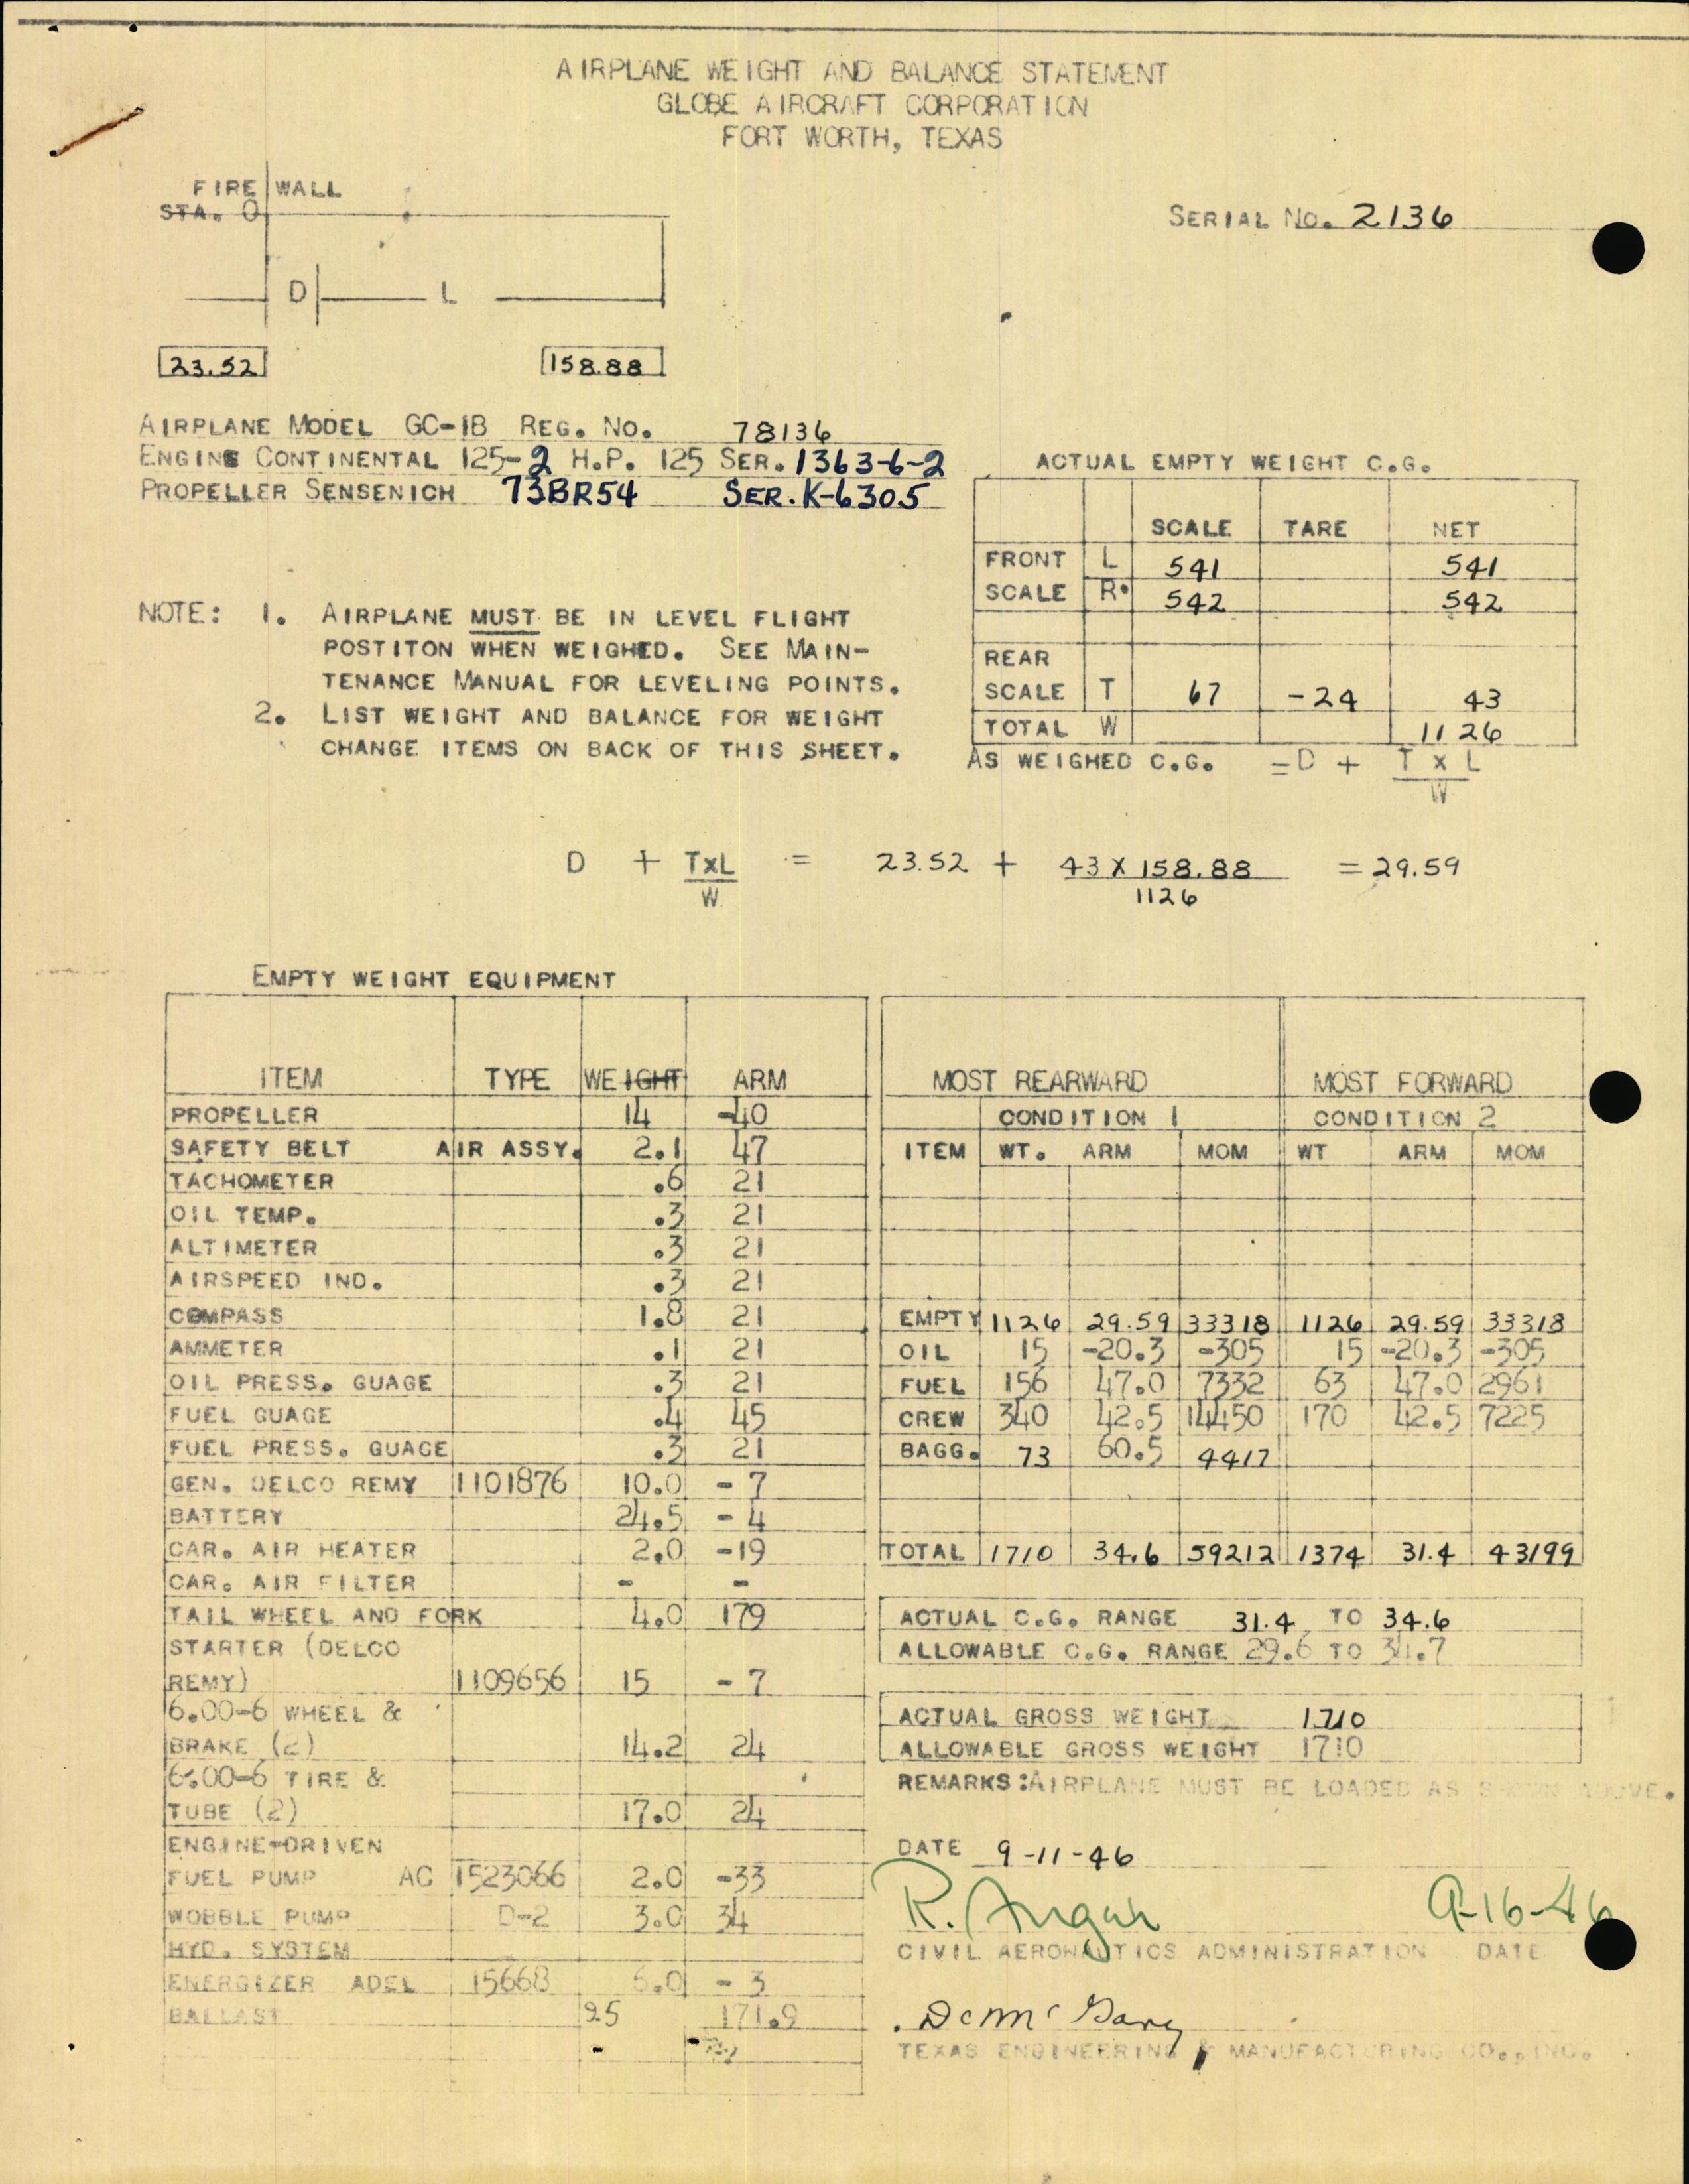 AIRPLANE WEIGHT AND BALANCE STATEMENT
GLOBE AIRCRAFT CORPORATION
FORT WORTH, TEXAS
FIRE WALL
STA. 0
SERIAL NO. 2136
D L
23.52 158.88
AIRPLANE MODEL GC-1B REG. NO. 78136
ENGINE CONTINENTAL 125-2 H.P. 125 SER. 1363-6-2
PROPELLER SENSENICH 73BR54 SER. K-6305
ACTUAL EMPTY WEIGHT C.G.
SCALE TARE NET
FRONT L 541 541
SCALE R. 542 542
REAR
SCALE T 67 -24 43
TOTAL W 1126
AS WEIGHED C.G. = D + T x L
W
NOTE: 1. AIRPLANE MUST BE IN LEVEL FLIGHT
POSTITON WHEN WEIGHED. SEE MAIN-
TENANCE MANUAL FOR LEVELING POINTS.
2. LIST WEIGHT AND BALANCE FOR WEIGHT
CHANGE ITEMS ON BACK OF THIS SHEET.
D + TxL = 23.52 + 43 X 158.88 = 29.59
W 1126
EMPTY WEIGHT EQUIPMENT
ITEM TYPE WEIGHT ARM
PROPELLER 14 -40
SAFETY BELT AIR ASSY. 2.1 47
TACHOMETER .6 21
OIL TEMP. .3 21
ALTIMETER .3 21
AIRSPEED IND. .3 21
COMPASS 1.8 21
AMMETER .1 21
OIL PRESS. GUAGE .3 21
FUEL GUAGE .4 45
FUEL PRESS. GUAGE .3 21
GEN. DELCO REMY 1101876 10.0 - 7
BATTERY 24.5 - 4
CAR. AIR HEATER 2.0 -19
CAR. AIR FILTER - -
TAIL WHEEL AND FORK 4.0 179
STARTER (DELCO
REMY) 1109656 15 - 7
6.00-6 WHEEL &
BRAKE (2) 14.2 24
6.00-6 TIRE &
TUBE (2) 17.0 24
ENGINE-DRIVEN
FUEL PUMP AC 1523066 2.0 -33
WOBBLE PUMP D-2 3.0 34
HYD. SYSTEM
ENERGIZER ADEL 15668 6.0 - 3
BALLAST 25 171.9
- -
MOST REARWARD MOST FORWARD
CONDITION 1 CONDITION 2
ITEM WT. ARM MOM WT ARM MOM
EMPTY 1126 29.59 33318 1126 29.59 33318
OIL 15 -20.3 -305 15 -20.3 -305
FUEL 156 47.0 7332 63 47.0 2961
CREW 340 42.5 14450 170 42.5 7225
BAGG. 73 60.5 4417
TOTAL 1710 34.6 59212 1374 31.4 43199
ACTUAL C.G. RANGE 31.4 TO 34.6
ALLOWABLE C.G. RANGE 29.6 TO 34.7
ACTUAL GROSS WEIGHT 1710
ALLOWABLE GROSS WEIGHT 1710
REMARKS: AIRPLANE MUST BE LOADED AS SHOWN ABOVE.
DATE 9-11-46
R. 9-16-46
CIVIL AERONAUTICS ADMINISTRATION DATE
TEXAS ENGINEERING & MANUFACTURING CO., INC.